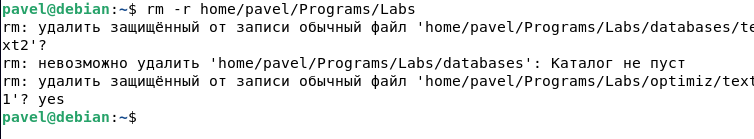 pavel@debian:~$ rm -r home/pavel/Programs/Labs
rm: удалить защищённый от записи обычный файл 'home/pavel/Programs/Labs/databases/te
xt2'?
rm: невозможно удалить 'home/pavel/Programs/Labs/databases': Каталог не пуст
rm: удалить защищённый от записи обычный файл 'home/pavel/Programs/Labs/optimiz/text
1'? yes
pavel@debian:~$